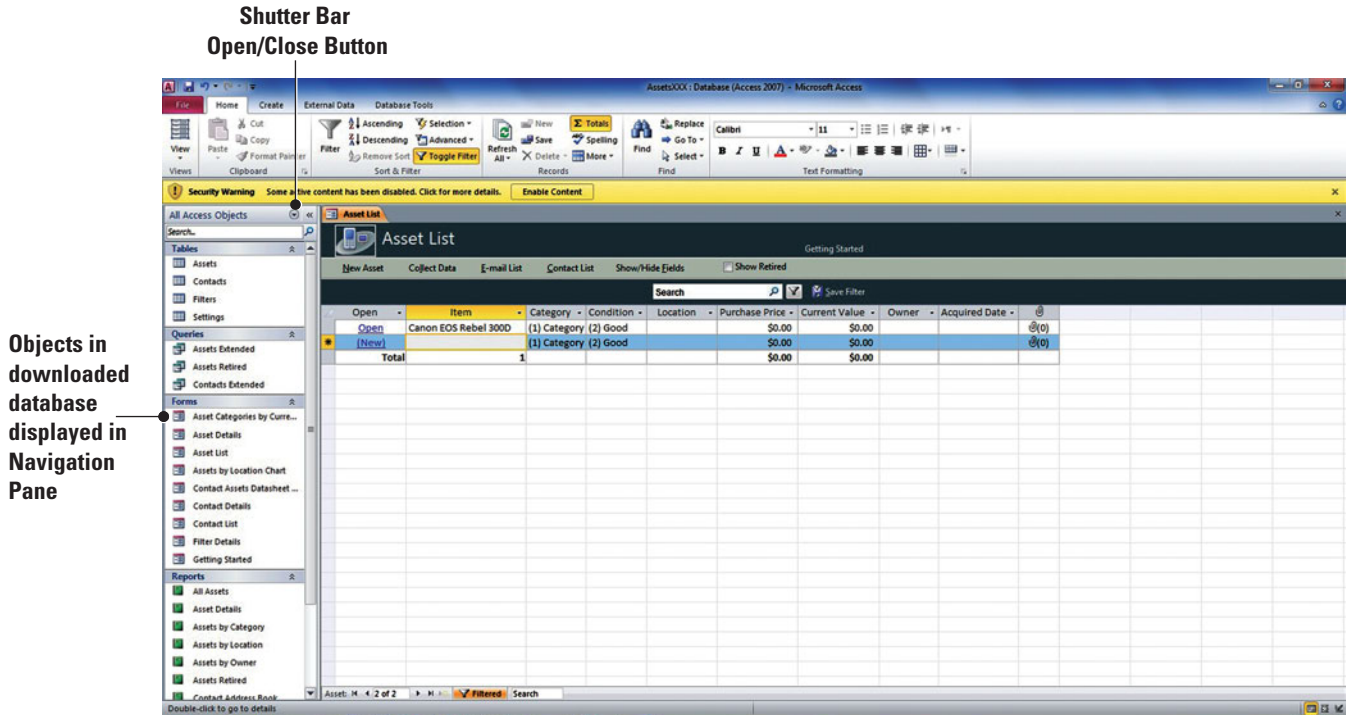 Shutter Bar
Open/Close Button
AssetsXXX : Database (Access 2007) - Microsoft Access
File Home Create External Data Database Tools
View
Views
Paste
Cut
Copy
Format Painter
Clipboard
Filter
Ascending
Descending
Remove Sort
Selection
Advanced
Toggle Filter
Sort & Filter
Refresh
All
New
Save
Delete
Totals
Spelling
More
Records
Find
Replace
Go To
Select
Find
Calibri 11
B I U A
Text Formatting
Security Warning Some active content has been disabled. Click for more details. Enable Content
All Access Objects
Search...
Tables
Assets
Contacts
Filters
Settings
Queries
Assets Extended
Assets Retired
Contacts Extended
Forms
Asset Categories by Curre...
Asset Details
Asset List
Assets by Location Chart
Contact Assets Datasheet ...
Contact Details
Contact List
Filter Details
Getting Started
Reports
All Assets
Asset Details
Assets by Category
Assets by Location
Assets by Owner
Assets Retired
Contact Address Book
Objects in
downloaded
database
displayed in
Navigation
Pane
Asset List
Asset List
Getting Started
New Asset Collect Data E-mail List Contact List Show/Hide Fields Show Retired
Search Save Filter
Open Item Category Condition Location Purchase Price Current Value Owner Acquired Date
Open Canon EOS Rebel 300D (1) Category (2) Good $0.00 $0.00 (0)
(New) (1) Category (2) Good $0.00 $0.00 (0)
Total 1 $0.00 $0.00
Asset: 2 of 2 Filtered Search
Double-click to go to details